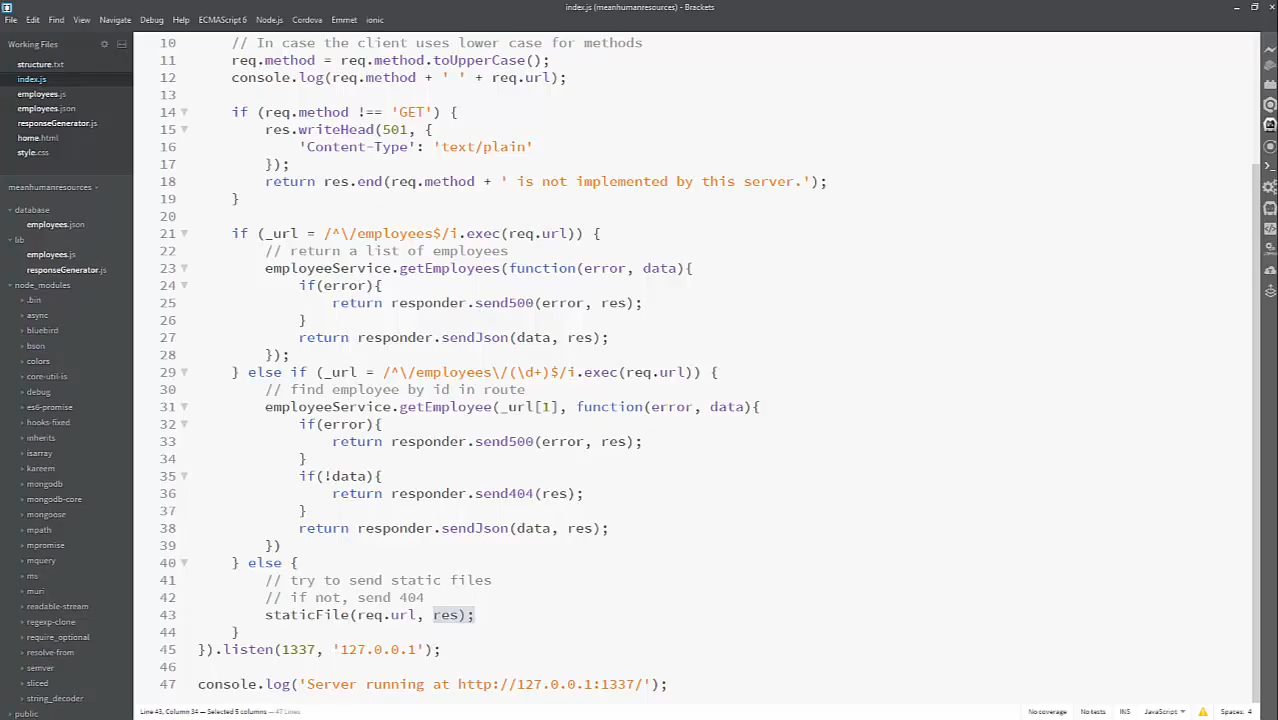 index.js (meanhumanresources) - Brackets
File Edit Find View Navigate Debug Help ECMAScript6 Node.js Cordova Emmet ionic
Working Files
structure.txt
index.js
employees.js
employees.json
responseGenerator.js
home.html
style.css
meanhumanresources
database
employees.json
lib
employees.js
responseGenerator.js
node_modules
.bin
async
bluebird
bson
colors
core-util-is
debug
es6-promise
hooks-fixed
inherits
isarray
kareem
mongodb
mongodb-core
mongoose
mpath
mpromise
mquery
ms
muri
readable-stream
regexp-clone
require_optional
resolve-from
semver
sliced
string_decoder
public
10 // In case the client uses lower case for methods
11 req.method = req.method.toUpperCase();
12 console.log(req.method + ' ' + req.url);
13
14 if (req.method !== 'GET') {
15 res.writeHead(501, {
16 'Content-Type': 'text/plain'
17 });
18 return res.end(req.method + ' is not implemented by this server.');
19 }
20
21 if (_url = /^\/employees$/i.exec(req.url)) {
22 // return a list of employees
23 employeeService.getEmployees(function(error, data){
24 if(error){
25 return responder.send500(error, res);
26 }
27 return responder.sendJson(data, res);
28 });
29 } else if (_url = /^\/employees\/(\d+)$/i.exec(req.url)) {
30 // find employee by id in route
31 employeeService.getEmployee(_url[1], function(error, data){
32 if(error){
33 return responder.send500(error, res);
34 }
35 if(!data){
36 return responder.send404(res);
37 }
38 return responder.sendJson(data, res);
39 })
40 } else {
41 // try to send static files
42 // if not, send 404
43 staticFile(req.url, res);
44 }
45 }).listen(1337, '127.0.0.1');
46
47 console.log('Server running at http://127.0.0.1:1337/');
Line 43, Column 34 — Selected 5 columns — 47 Lines
No coverage No tests INS JavaScript Spaces: 4